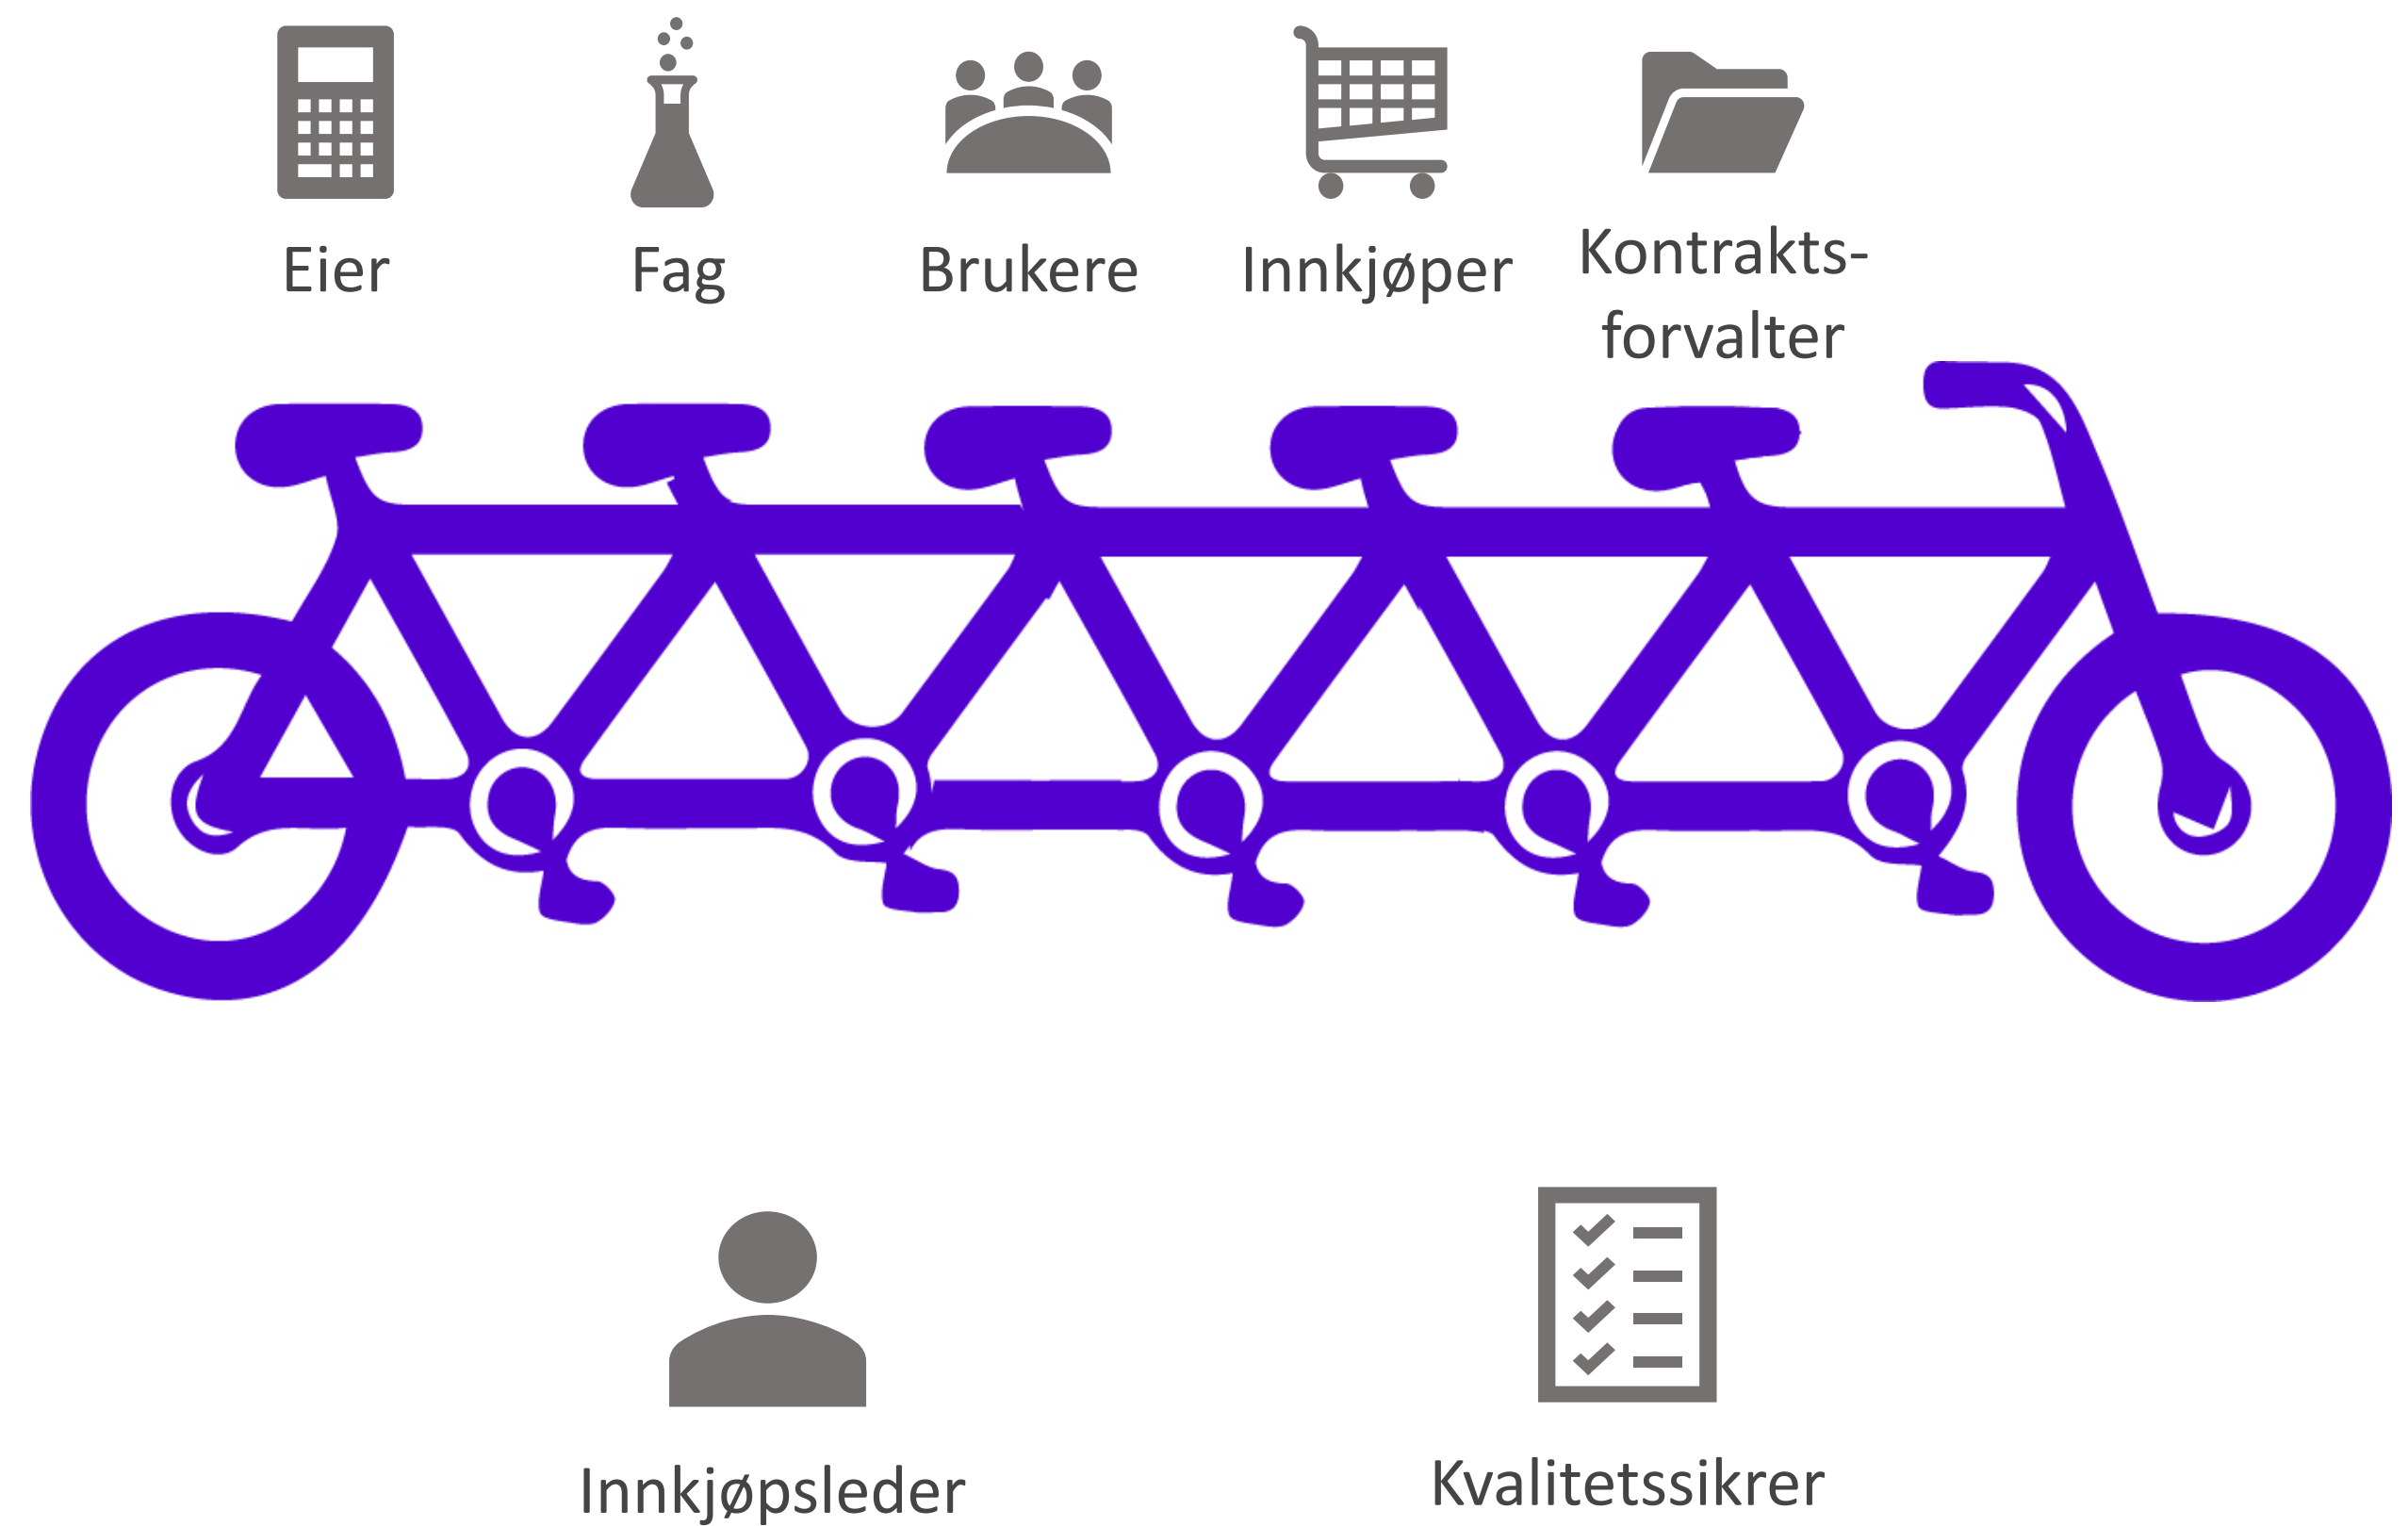 Eier
Fag
Brukere
Innkjøper
Kontrakts-
forvalter
Innkjøpsleder
Kvalitetssikrer